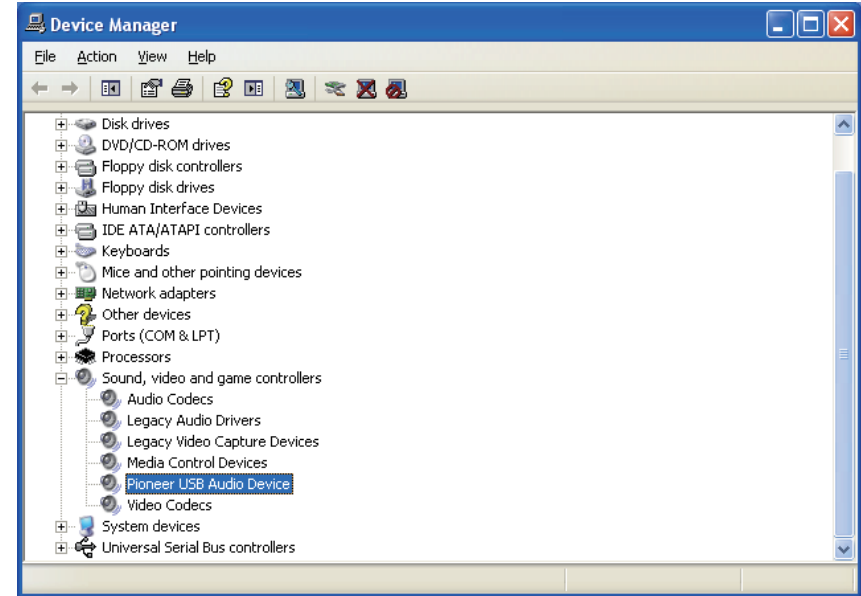 Device Manager
File Action View Help
Disk drives
DVD/CD-ROM drives
Floppy disk controllers
Floppy disk drives
Human Interface Devices
IDE ATA/ATAPI controllers
Keyboards
Mice and other pointing devices
Network adapters
Other devices
Ports (COM & LPT)
Processors
Sound, video and game controllers
Audio Codecs
Legacy Audio Drivers
Legacy Video Capture Devices
Media Control Devices
Pioneer USB Audio Device
Video Codecs
System devices
Universal Serial Bus controllers